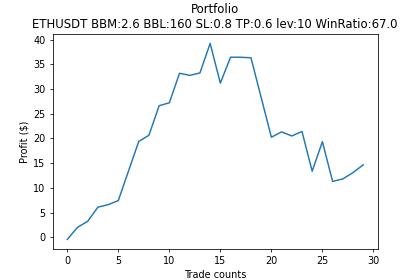 Portfolio
ETHUSDT BBM:2.6 BBL:160 SL:0.8 TP:0.6 lev:10 WinRatio:67.0
40
35
30
25
20
15
10
5
0
Profit ($)
0 5 10 15 20 25 30
Trade counts